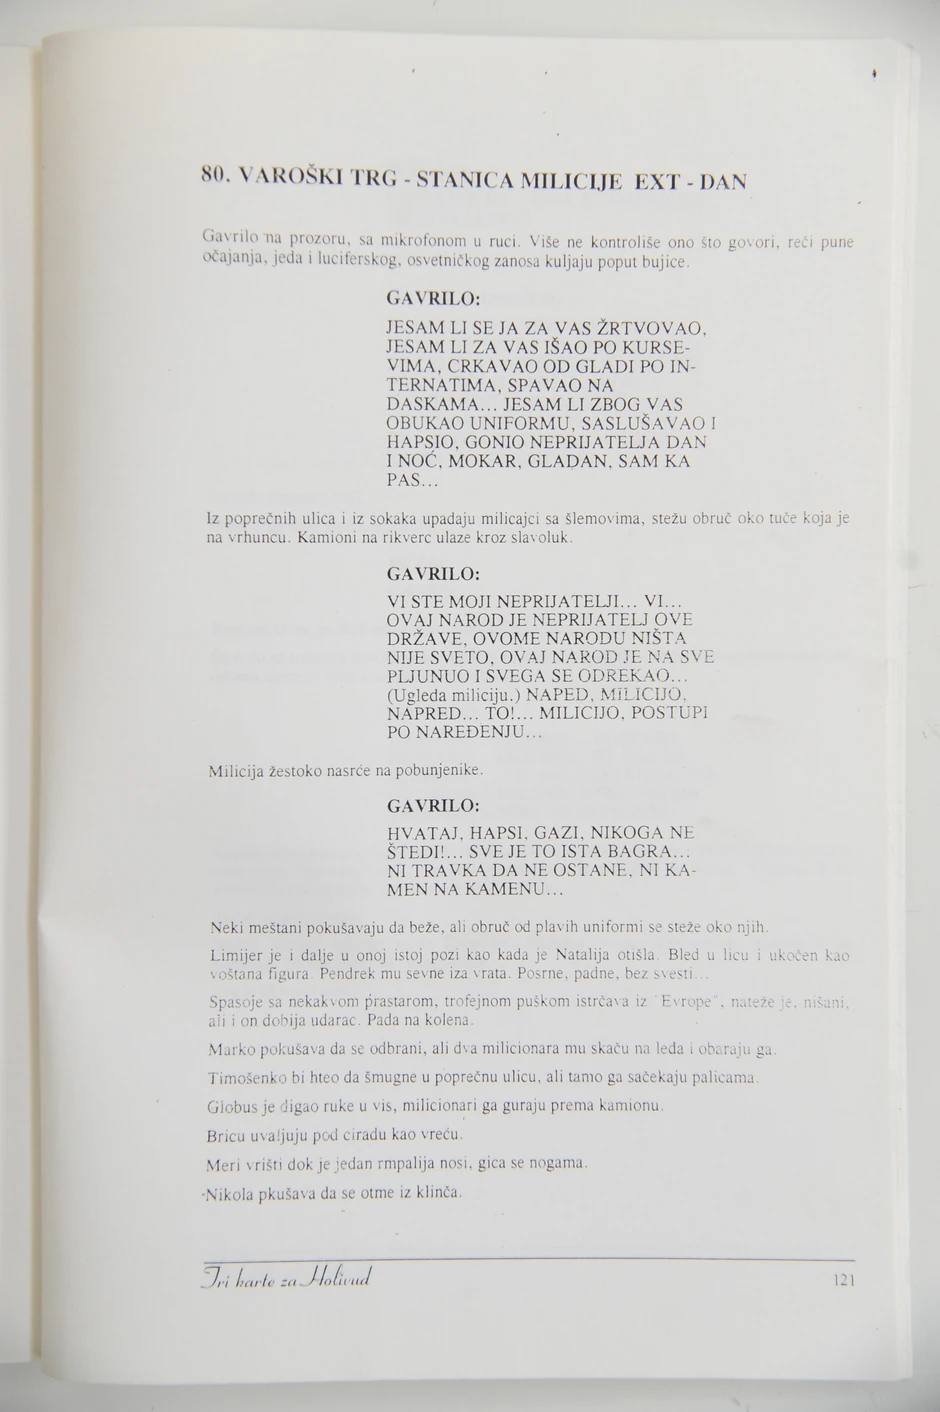 80. VAROŠKI TRG - STANICA MILICIJE EXT - DAN
Gavrilo na prozoru, sa mikrofonom u ruci. Više ne kontroliše ono što govori, reči pune
očajanja, jeda i luciferskog, osvetničkog zanosa kuljaju poput bujice.
GAVRILO:
JESAM LI SE JA ZA VAS ŽRTVOVAO,
JESAM LI ZA VAS IŠAO PO KURSE-
VIMA, CRKAVAO OD GLADI PO IN-
TERNATIMA, SPAVAO NA
DASKAMA... JESAM LI ZBOG VAS
OBUKAO UNIFORMU, SASLUŠAVAO I
HAPSIO, GONIO NEPRIJATELJA DAN
I NOĆ, MOKAR, GLADAN, SAM KA
PAS...
Iz poprečnih ulica i iz sokaka upadaju milicajci sa šlemovima, stežu obruč oko tuče koja je
na vrhuncu. Kamioni na rikverc ulaze kroz slavoluk.
GAVRILO:
VI STE MOJI NEPRIJATELJI... VI...
OVAJ NAROD JE NEPRIJATELJ OVE
DRŽAVE, OVOME NARODU NIŠTA
NIJE SVETO, OVAJ NAROD JE NA SVE
PLJUNUO I SVEGA SE ODREKAO...
(Ugleda miliciju.) NAPED, MILICIJO,
NAPRED... TO!... MILICIJO, POSTUPI
PO NAREĐENJU...
Milicija žestoko nasrće na pobunjenike.
GAVRILO:
HVATAJ, HAPSI, GAZI, NIKOGA NE
ŠTEDI!... SVE JE TO ISTA BAGRA...
NI TRAVKA DA NE OSTANE, NI KA-
MEN NA KAMENU...
Neki meštani pokušavaju da beže, ali obruč od plavih uniformi se steže oko njih.
Limijer je i dalje u onoj istoj pozi kao kada je Natalija otišla. Bled u licu i ukočen kao
voštana figura. Pendrek mu sevne iza vrata. Posrne, padne, bez svesti...
Spasoje sa nekakvom prastarom, trofejnom puškom istrčava iz "Evrope", nateže je, nišani,
ali i on dobija udarac. Pada na kolena.
Marko pokušava da se odbrani, ali dva milicionara mu skaču na leđa i obaraju ga.
Timošenko bi hteo da šmugne u poprečnu ulicu, ali tamo ga sačekaju palicama.
Globus je digao ruke u vis, milicionari ga guraju prema kamionu.
Bricu uvaljuju pod ciradu kao vreću.
Meri vrišti dok je jedan rmpalija nosi, gica se nogama.
Nikola pkušava da se otme iz klinča.
Tri karte za Holivud
121